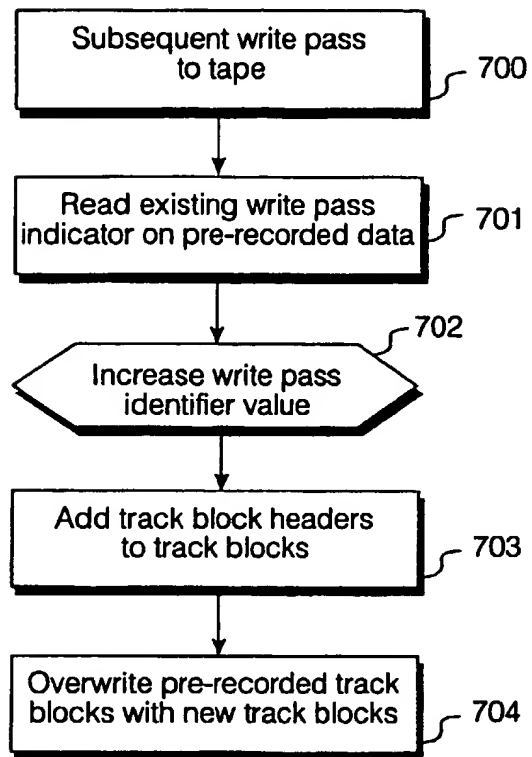 Subsequent write pass
to tape
700
Read existing write pass
indicator on pre-recorded data
701
702
Increase write pass
identifier value
Add track block headers
to track blocks
703
Overwrite pre-recorded track
blocks with new track blocks
704